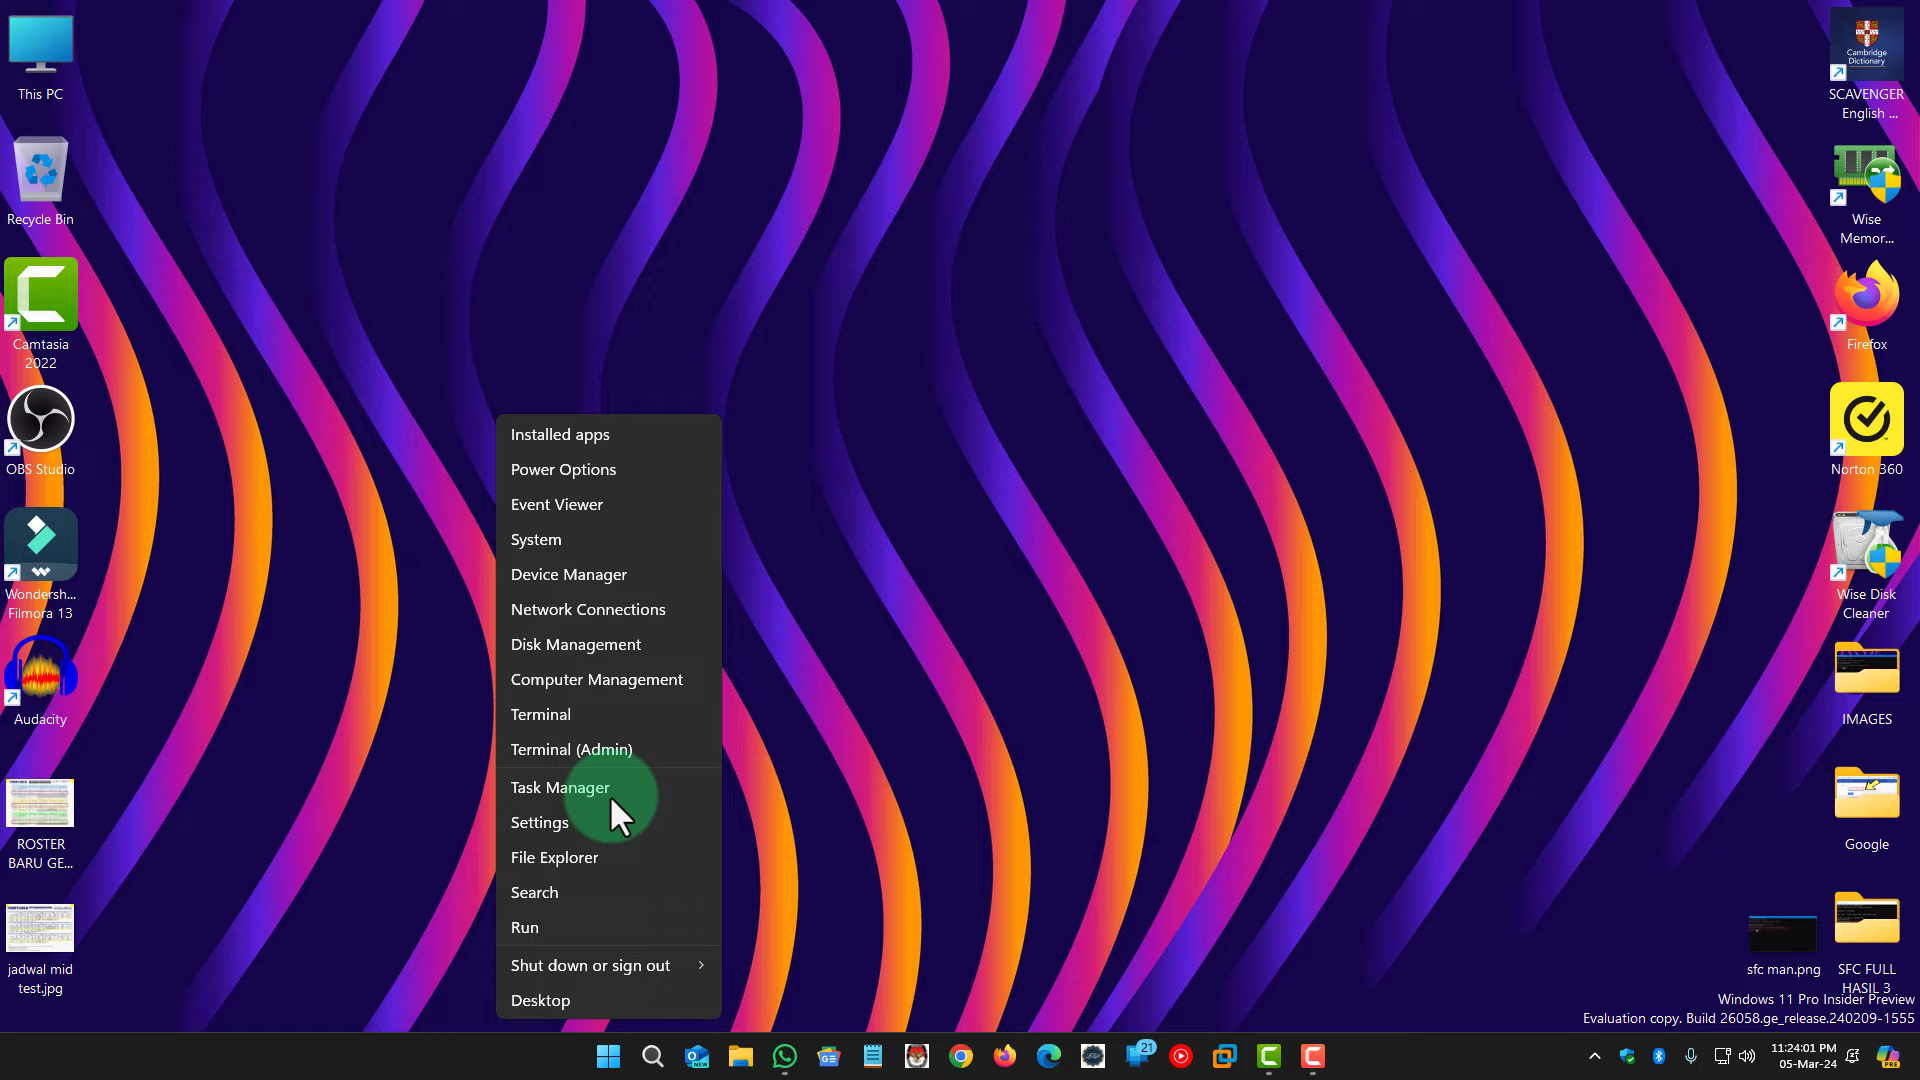 This PC
Recycle Bin
Camtasia
2022
OBS Studio
Wondersh...
Filmora 13
Audacity
ROSTER
BARU GE...
jadwal mid
test.jpg
Installed apps
Power Options
Event Viewer
System
Device Manager
Network Connections
Disk Management
Computer Management
Terminal
Terminal (Admin)
Task Manager
Settings
File Explorer
Search
Run
Shut down or sign out
Desktop
Cambridge
Dictionary
SCAVENGER
English ...
Wise
Memor...
Firefox
Norton 360
Wise Disk
Cleaner
IMAGES
Google
sfc man.png
SFC FULL
HASIL 3
Windows 11 Pro Insider Preview
Evaluation copy. Build 26058.ge_release.240209-1555
NEW
GE
21
PRE
11:24:01 PM
05-Mar-24